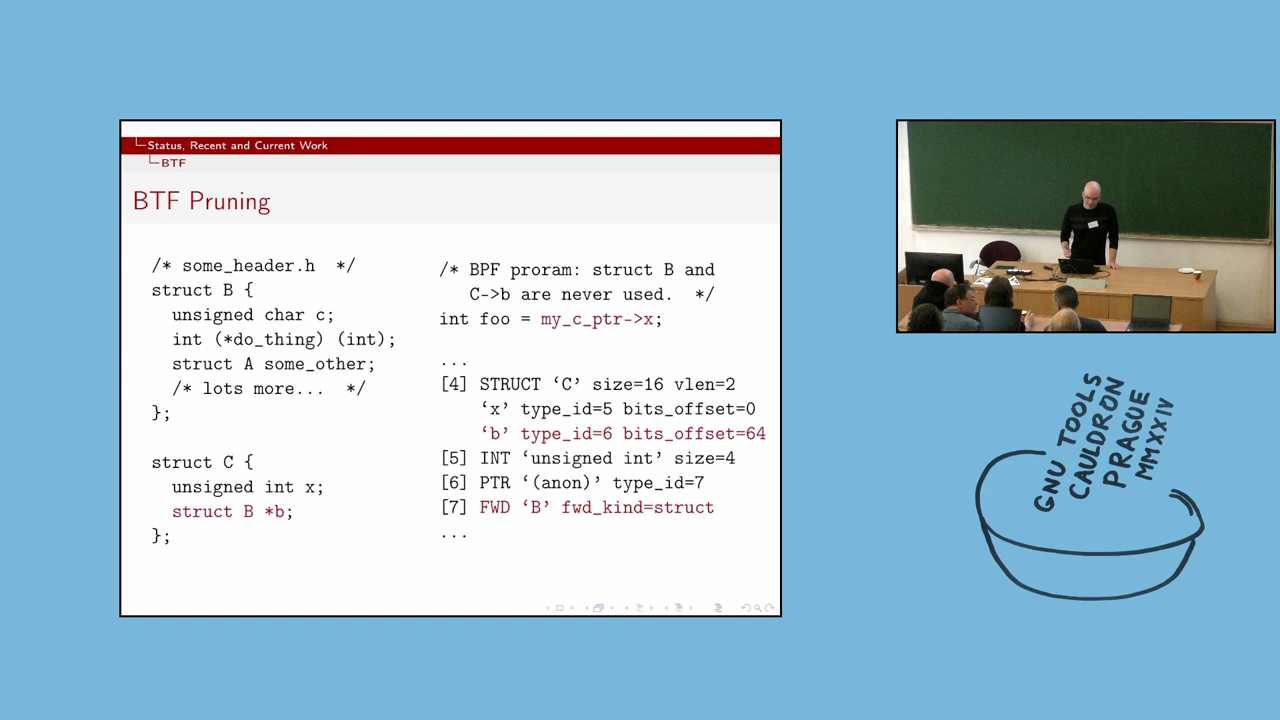 Status, Recent and Current Work
BTF
BTF Pruning
/* some_header.h */
struct B {
unsigned char c;
int (*do_thing) (int);
struct A some_other;
/* lots more... */
};
struct C {
unsigned int x;
struct B *b;
};
/* BPF proram: struct B and
C->b are never used. */
int foo = my_c_ptr->x;
...
[4] STRUCT ‘C’ size=16 vlen=2
‘x’ type_id=5 bits_offset=0
‘b’ type_id=6 bits_offset=64
[5] INT ‘unsigned int’ size=4
[6] PTR ‘(anon)’ type_id=7
[7] FWD ‘B’ fwd_kind=struct
...
GNU TOOLS
CAULDRON
PRAGUE
MMXXIV